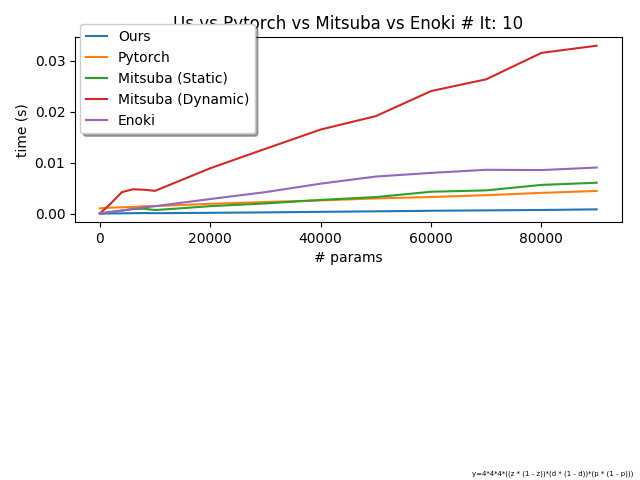 Us vs Pytorch vs Mitsuba vs Enoki # It: 10
Ours
Pytorch
Mitsuba (Static)
Mitsuba (Dynamic)
Enoki
time (s)
0.03
0.02
0.01
0.00
0 20000 40000 60000 80000
# params
y=4*4*4*((z * (1 - z))*(d * (1 - d))*(p * (1 - p)))